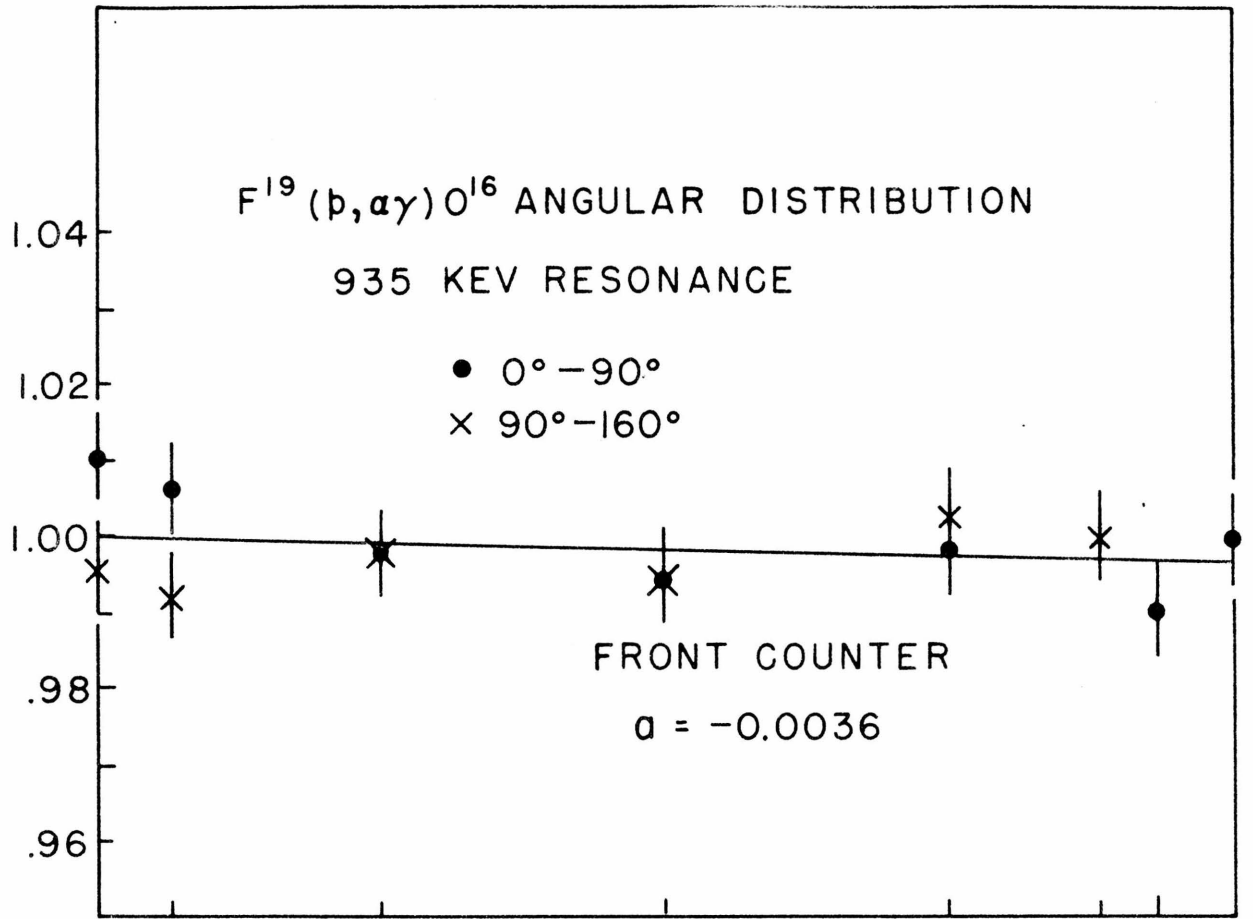 F¹⁹(p,αγ)O¹⁶ ANGULAR DISTRIBUTION
1.04
935 KEV RESONANCE
● 0°–90°
1.02
× 90°–160°
1.00
FRONT COUNTER
.98
a = –0.0036
.96